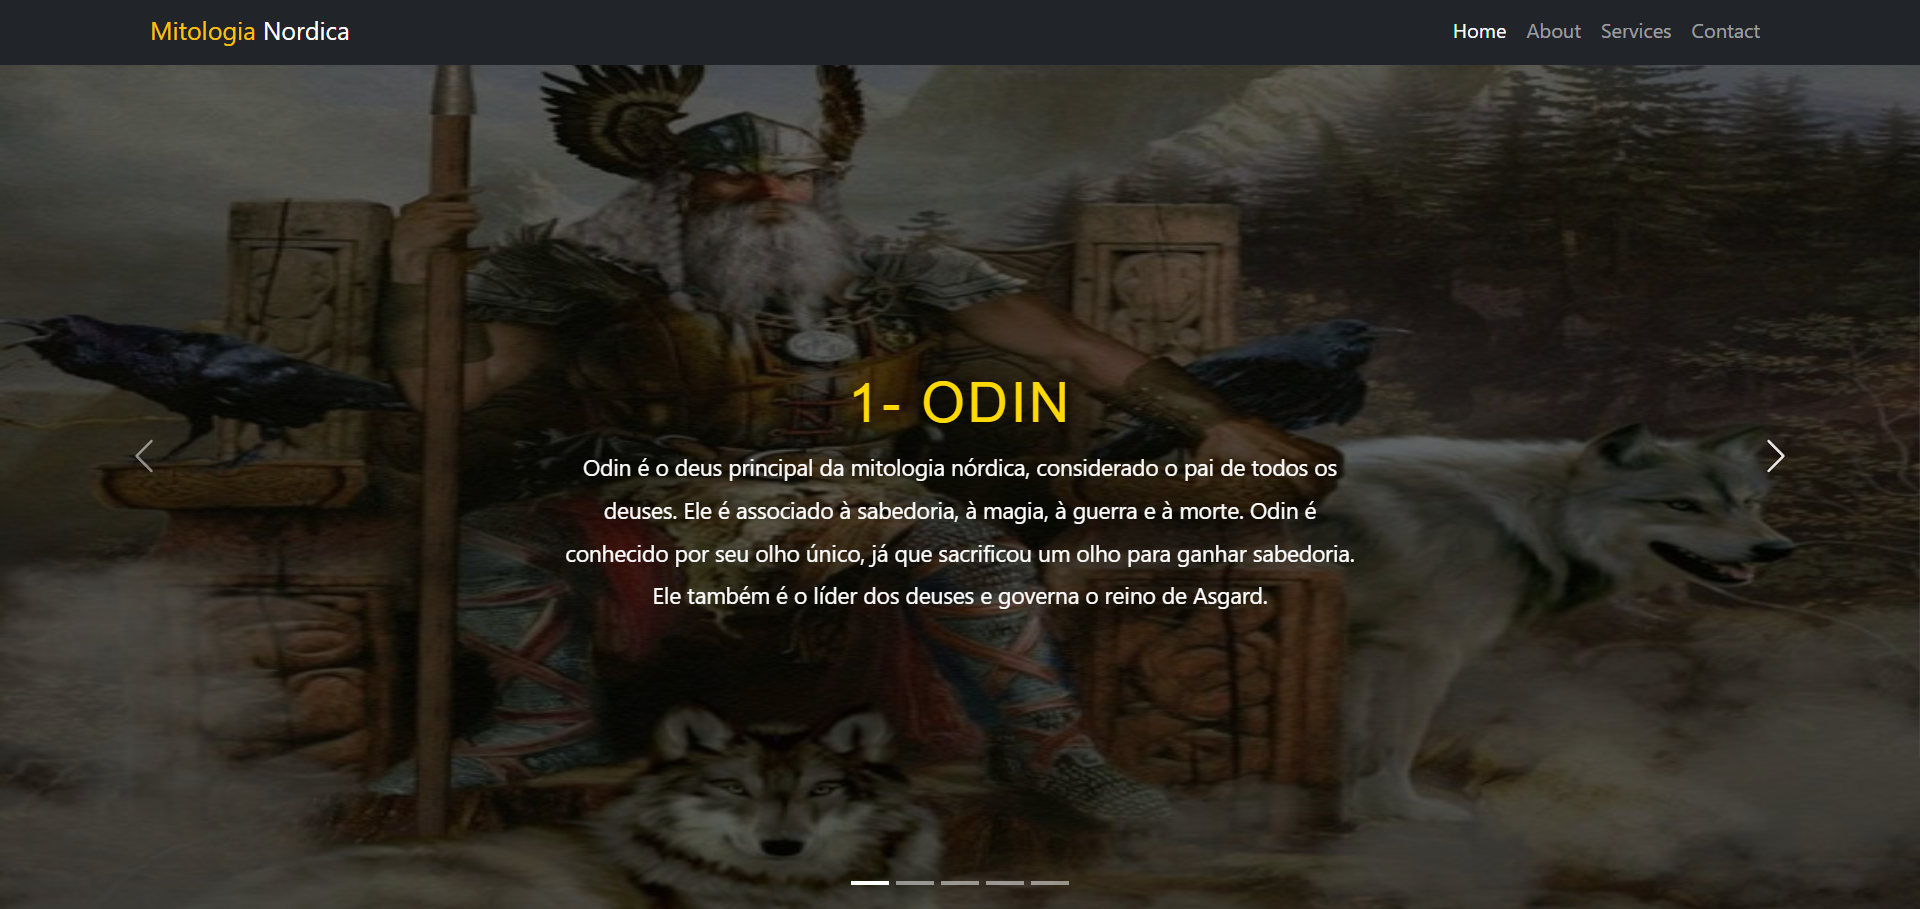 Mitologia Nordica
Home About Services Contact
1- ODIN
Odin é o deus principal da mitologia nórdica, considerado o pai de todos os
deuses. Ele é associado à sabedoria, à magia, à guerra e à morte. Odin é
conhecido por seu olho único, já que sacrificou um olho para ganhar sabedoria.
Ele também é o líder dos deuses e governa o reino de Asgard.